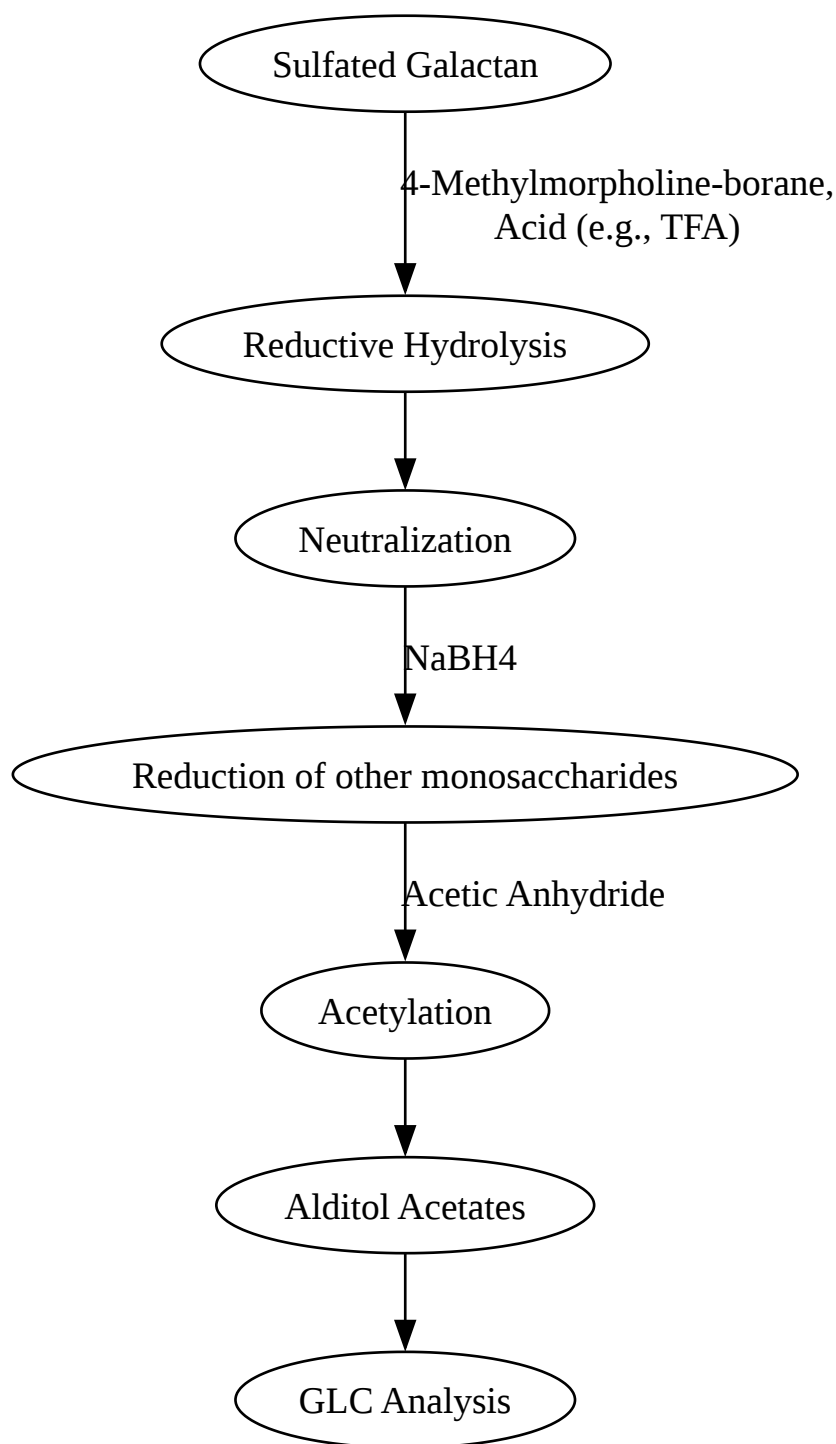 Sulfated Galactan
4-Methylmorpholine-borane,
Acid (e.g., TFA)
Reductive Hydrolysis
Neutralization
NaBH4
Reduction of other monosaccharides
Acetic Anhydride
Acetylation
Alditol Acetates
GLC Analysis